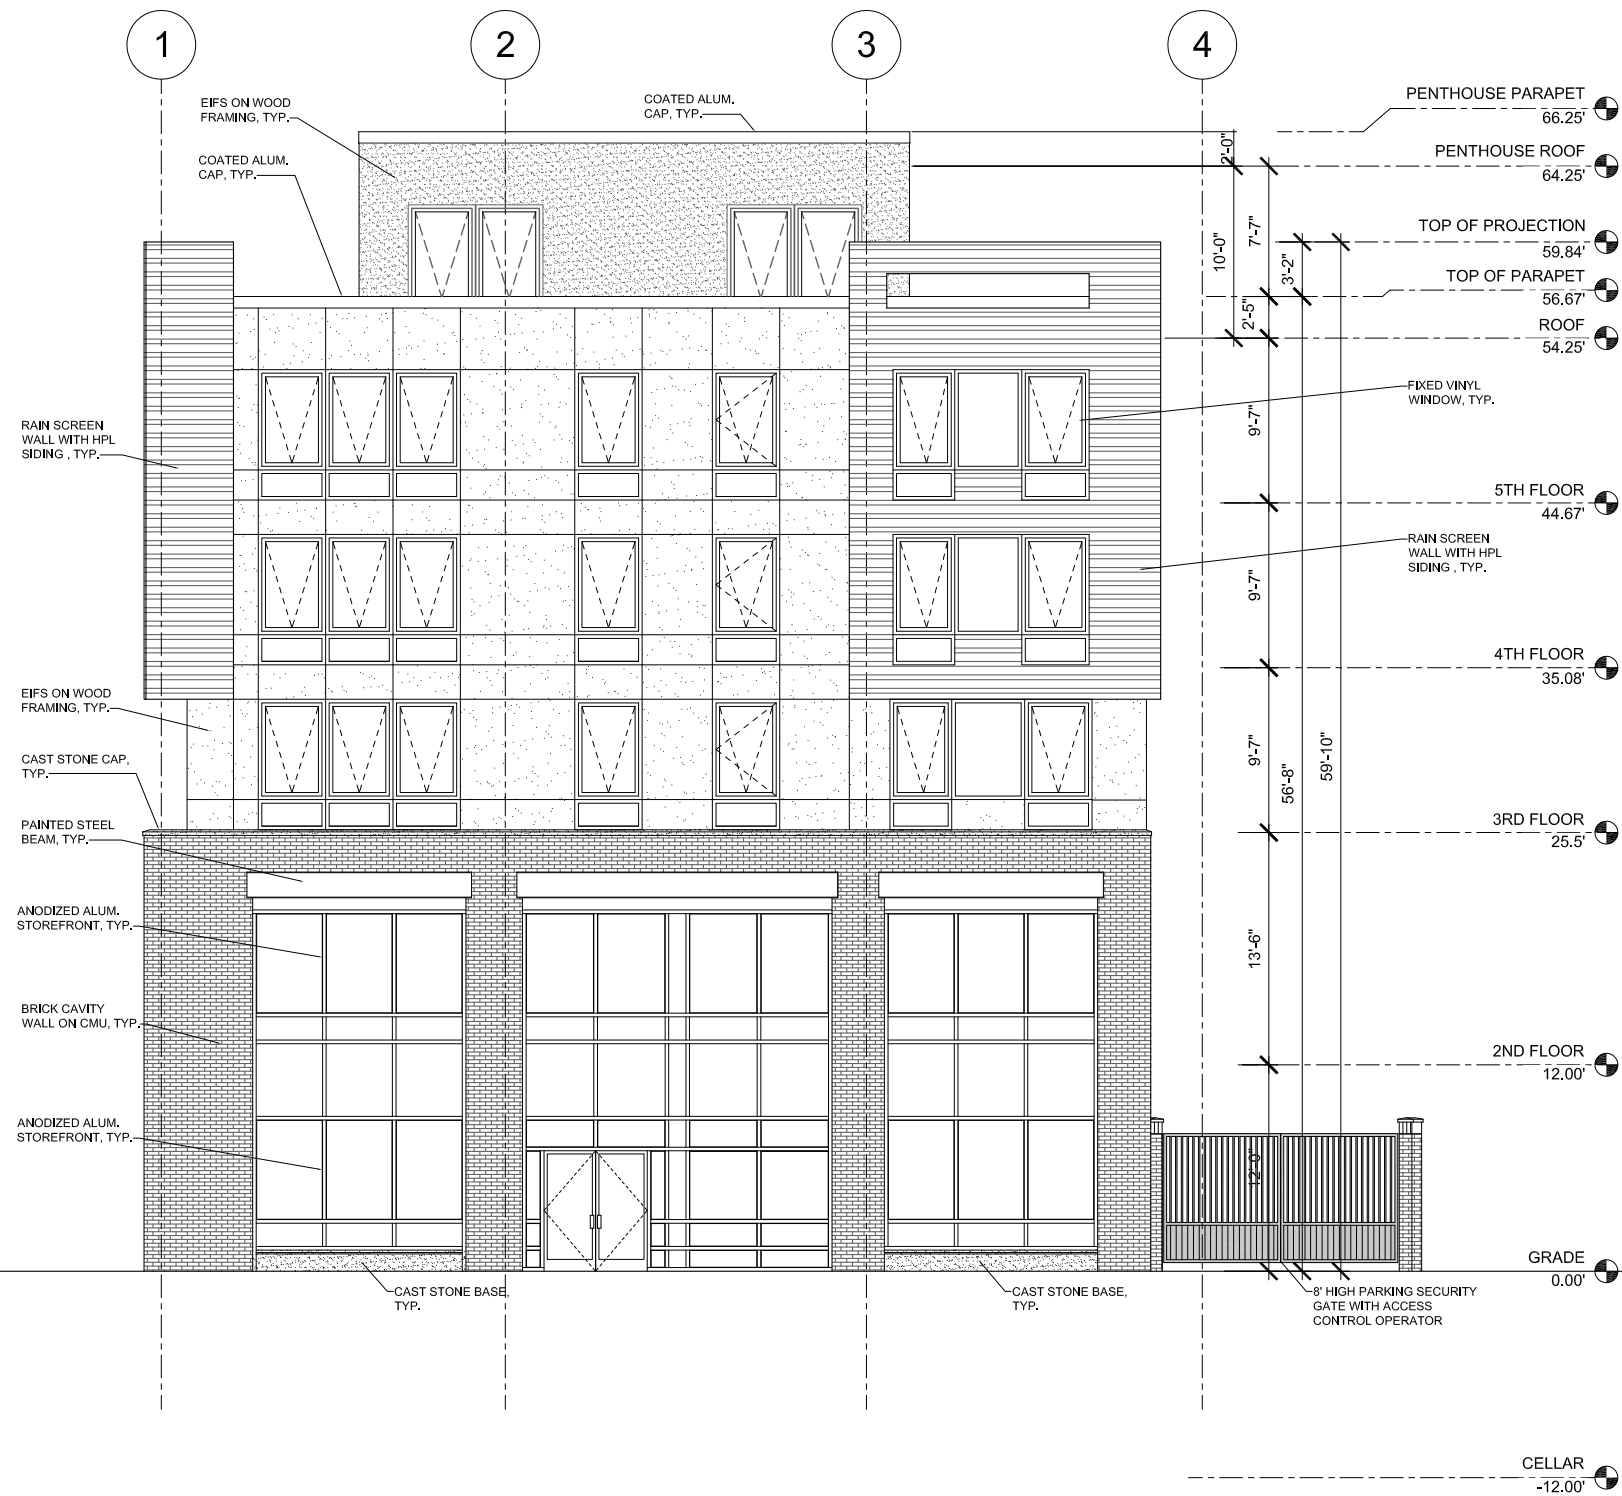 1
2
3
4
EIFS ON WOOD
FRAMING, TYP.
COATED ALUM.
CAP, TYP.
COATED ALUM.
CAP, TYP.
PENTHOUSE PARAPET
66.25'
PENTHOUSE ROOF
64.25'
TOP OF PROJECTION
59.84'
TOP OF PARAPET
56.67'
ROOF
54.25'
2'-0"
10'-0"
7'-7"
3'-2"
2'-5"
FIXED VINYL
WINDOW, TYP.
RAIN SCREEN
WALL WITH HPL
SIDING , TYP.
9'-7"
5TH FLOOR
44.67'
RAIN SCREEN
WALL WITH HPL
SIDING , TYP.
9'-7"
4TH FLOOR
35.08'
EIFS ON WOOD
FRAMING, TYP.
CAST STONE CAP,
TYP.
9'-7"
56'-8"
59'-10"
PAINTED STEEL
BEAM, TYP.
3RD FLOOR
25.5'
ANODIZED ALUM.
STOREFRONT, TYP.
13'-6"
BRICK CAVITY
WALL ON CMU, TYP.
2ND FLOOR
12.00'
ANODIZED ALUM.
STOREFRONT, TYP.
12'-0"
GRADE
0.00'
CAST STONE BASE,
TYP.
CAST STONE BASE,
TYP.
8' HIGH PARKING SECURITY
GATE WITH ACCESS
CONTROL OPERATOR
CELLAR
-12.00'